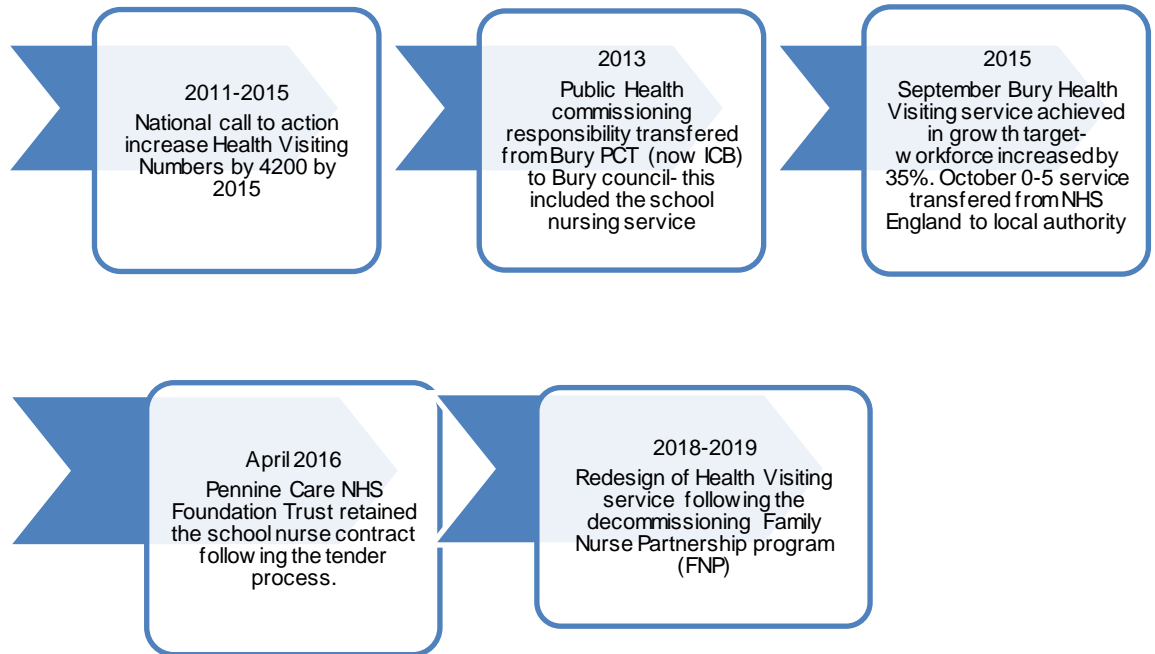 2011-2015
National call to action
increase Health Visiting
Numbers by 4200 by
2015
2013
Public Health
commissioning
responsibility transferred
from Bury PCT (now ICB)
to Bury council- this
included the school
nursing service
2015
September Bury Health
Visiting service achieved
in growth target-
workforce increased by
35%. October 0-5 service
transfered from NHS
England to local authority
April 2016
Pennine Care NHS
Foundation Trust retained
the school nurse contract
following the tender
process.
2018-2019
Redesign of Health Visiting
service following the
decommissioning Family
Nurse Partnership program
(FNP)